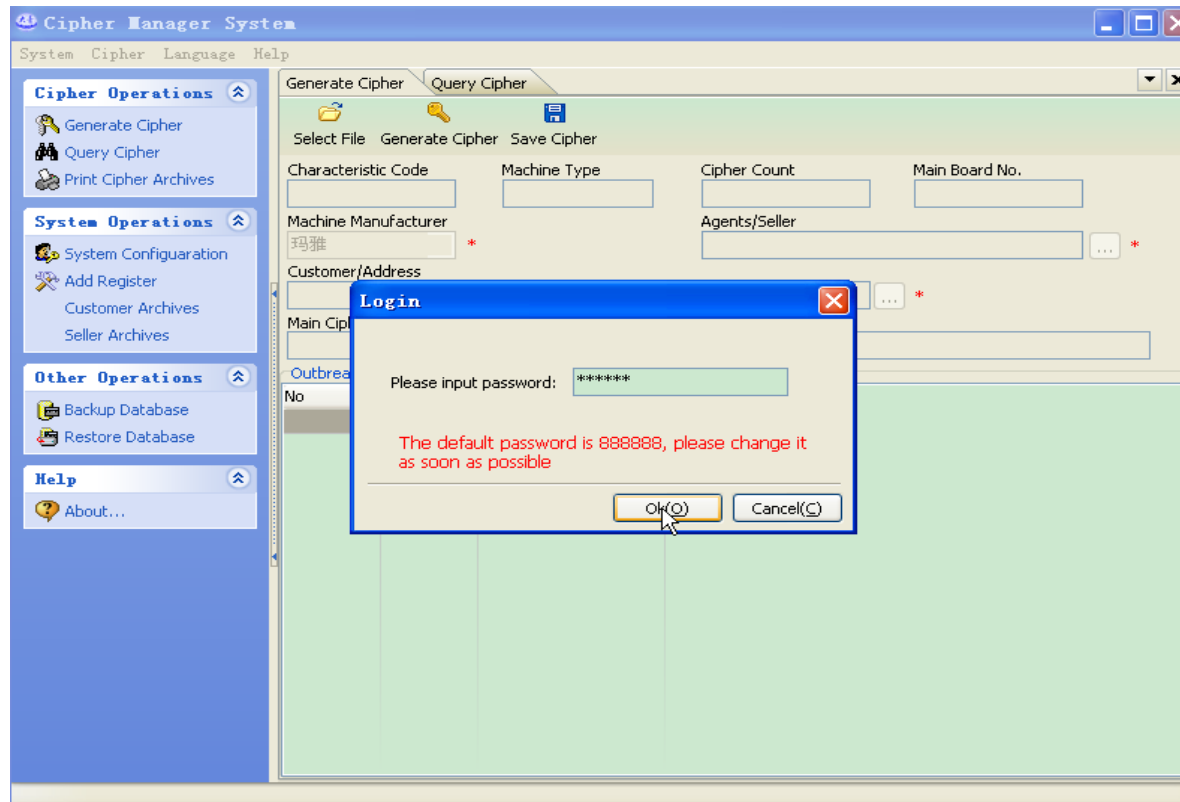 Cipher Manager System
System Cipher Language Help
Cipher Operations
Generate Cipher
Query Cipher
Print Cipher Archives
System Operations
System Configuaration
Add Register
Customer Archives
Seller Archives
Other Operations
Backup Database
Restore Database
Help
About...
Generate Cipher Query Cipher
Select File Generate Cipher Save Cipher
Characteristic Code Machine Type Cipher Count Main Board No.
Machine Manufacturer Agents/Seller
玛雅 * ... *
Customer/Address
... *
Main
No
Login
Please input password: ******
The default password is 888888, please change it
as soon as possible
Cancel(C)